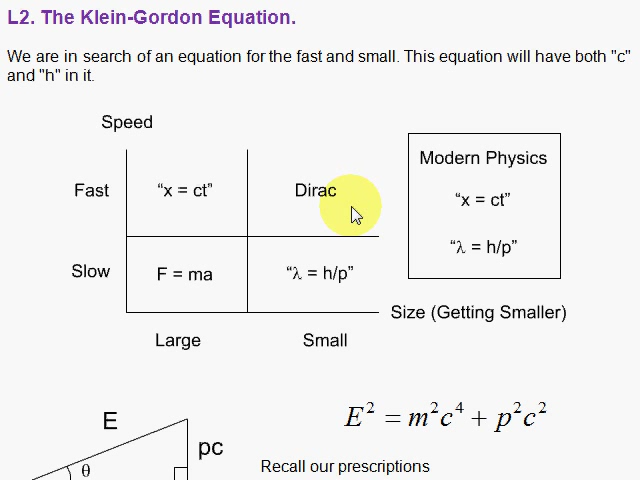 L2. The Klein-Gordon Equation.
We are in search of an equation for the fast and small. This equation will have both "c"
and "h" in it.
Speed
Fast
“x = ct”
Dirac
Slow
F = ma
“λ = h/p”
Large
Small
Size (Getting Smaller)
Modern Physics
“x = ct”
“λ = h/p”
E
pc
θ
E² = m²c⁴ + p²c²
Recall our prescriptions